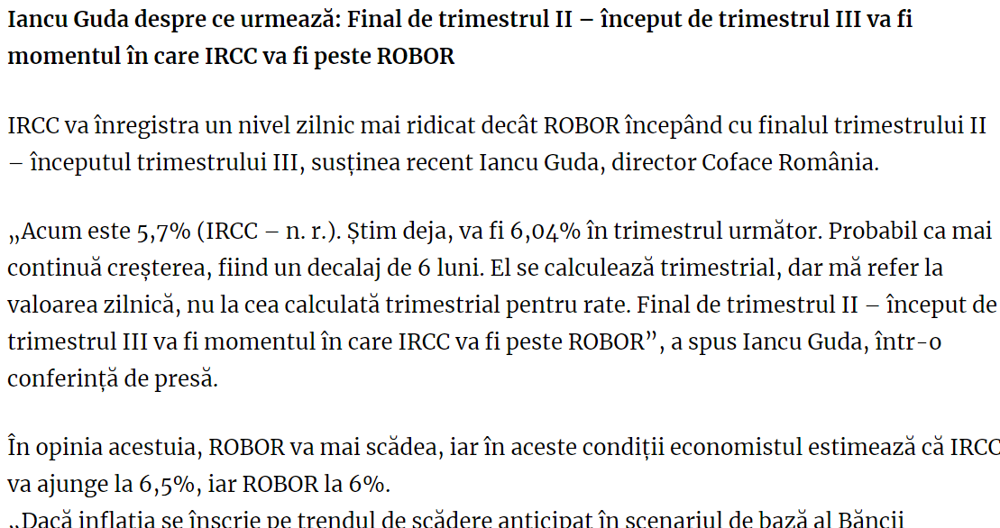 Iancu Guda despre ce urmează: Final de trimestrul II – început de trimestrul III va fi
momentul în care IRCC va fi peste ROBOR
IRCC va înregistra un nivel zilnic mai ridicat decât ROBOR începând cu finalul trimestrului II
– începutul trimestrului III, susținea recent Iancu Guda, director Coface România.
„Acum este 5,7% (IRCC – n. r.). Știm deja, va fi 6,04% în trimestrul următor. Probabil ca mai
continuă creșterea, fiind un decalaj de 6 luni. El se calculează trimestrial, dar mă refer la
valoarea zilnică, nu la cea calculată trimestrial pentru rate. Final de trimestrul II – început de
trimestrul III va fi momentul în care IRCC va fi peste ROBOR”, a spus Iancu Guda, într-o
conferință de presă.
În opinia acestuia, ROBOR va mai scădea, iar în aceste condiții economistul estimează că IRCC
va ajunge la 6,5%, iar ROBOR la 6%.
„Dacă inflația se înscrie pe trendul de scădere anticipat în scenariul de bază al Băncii